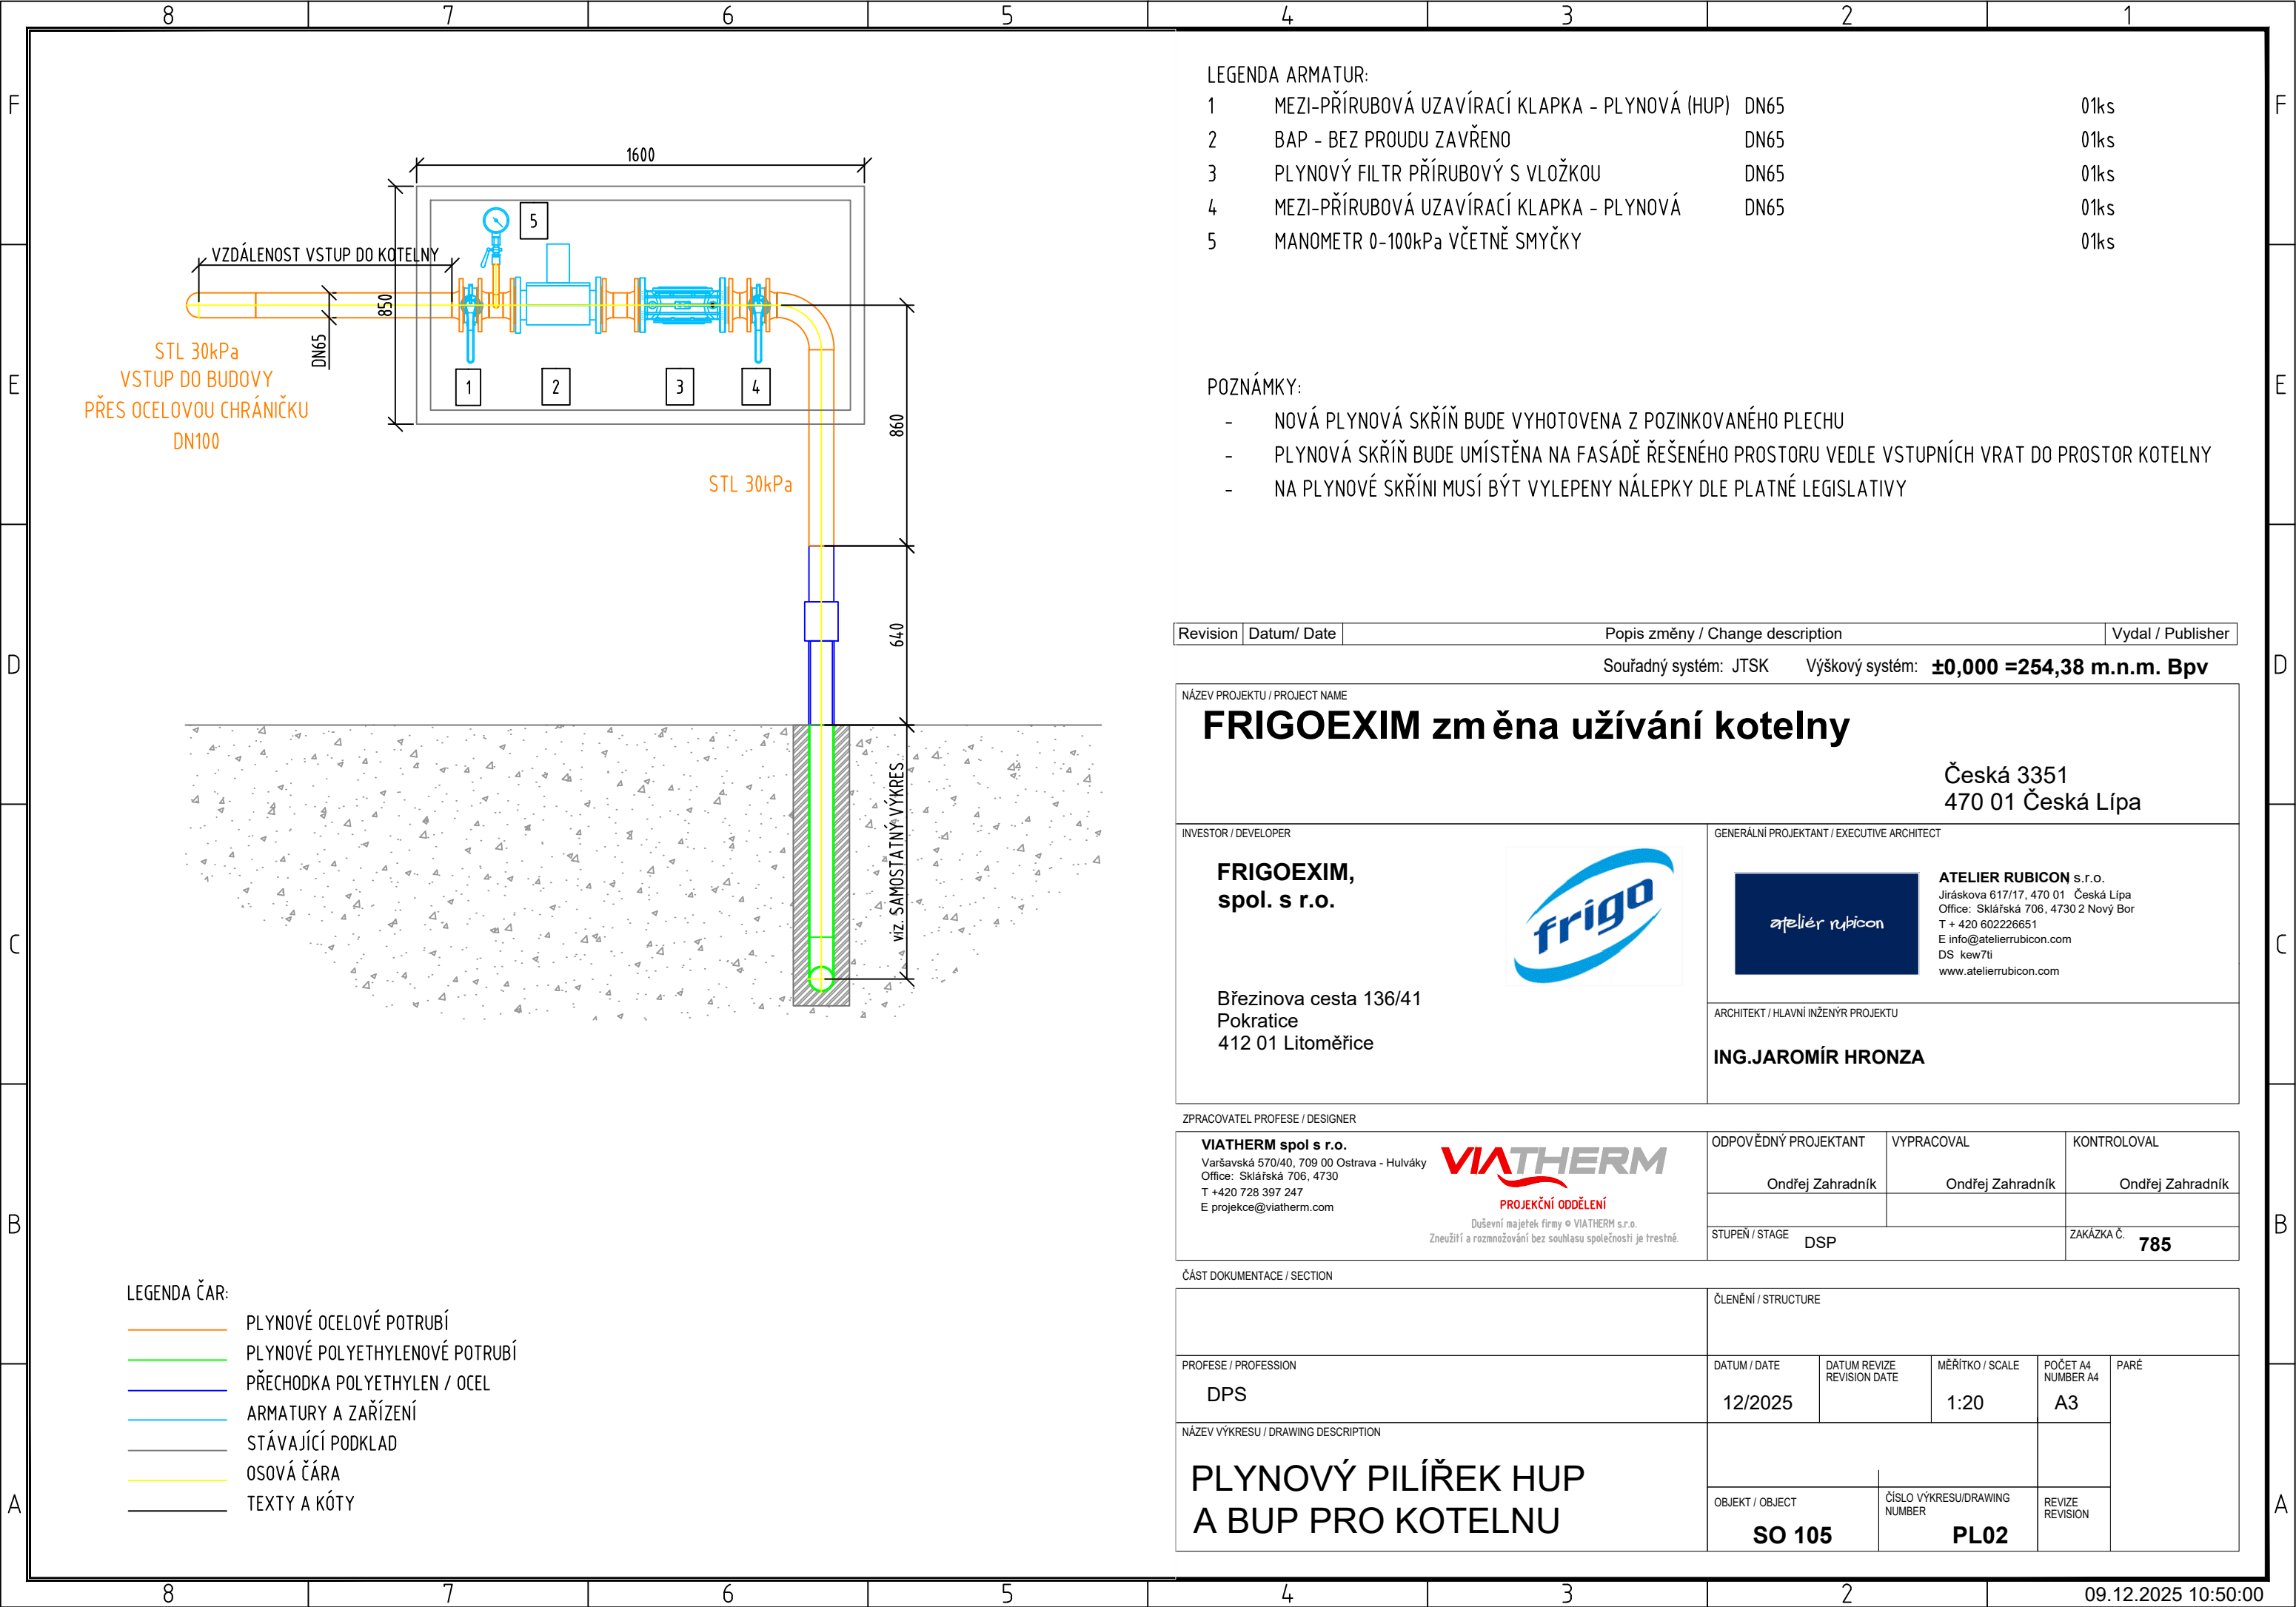 8 7 6 5 4 3 2 1
F
E
D
C
B
A
F
E
D
C
B
A
1600
5
VZDÁLENOST VSTUP DO KOTELNY
850
DN65
STL 30kPa
VSTUP DO BUDOVY
PŘES OCELOVOU CHRÁNIČKU
DN100
1 2 3 4
860
STL 30kPa
640
viz. SAMOSTATNÝ VÝKRES
LEGENDA ČAR:
PLYNOVÉ OCELOVÉ POTRUBÍ
PLYNOVÉ POLYETHYLENOVÉ POTRUBÍ
PŘECHODKA POLYETHYLEN / OCEL
ARMATURY A ZAŘÍZENÍ
STÁVAJÍCÍ PODKLAD
OSOVÁ ČÁRA
TEXTY A KÓTY
LEGENDA ARMATUR:
1 MEZI-PŘÍRUBOVÁ UZAVÍRACÍ KLAPKA - PLYNOVÁ (HUP) DN65 01ks
2 BAP - BEZ PROUDU ZAVŘENO DN65 01ks
3 PLYNOVÝ FILTR PŘÍRUBOVÝ S VLOŽKOU DN65 01ks
4 MEZI-PŘÍRUBOVÁ UZAVÍRACÍ KLAPKA - PLYNOVÁ DN65 01ks
5 MANOMETR 0-100kPa VČETNĚ SMYČKY 01ks
POZNÁMKY:
- NOVÁ PLYNOVÁ SKŘÍŇ BUDE VYHOTOVENA Z POZINKOVANÉHO PLECHU
- PLYNOVÁ SKŘÍŇ BUDE UMÍSTĚNA NA FASÁDĚ ŘEŠENÉHO PROSTORU VEDLE VSTUPNÍCH VRAT DO PROSTOR KOTELNY
- NA PLYNOVÉ SKŘÍNI MUSÍ BÝT VYLEPENY NÁLEPKY DLE PLATNÉ LEGISLATIVY
Revision Datum/ Date Popis změny / Change description Vydal / Publisher
Souřadný systém: JTSK Výškový systém: ±0,000 =254,38 m.n.m. Bpv
NÁZEV PROJEKTU / PROJECT NAME
FRIGOEXIM změna užívání kotelny
Česká 3351
470 01 Česká Lípa
INVESTOR / DEVELOPER
FRIGOEXIM,
spol. s r.o.
frigo
Březinova cesta 136/41
Pokratice
412 01 Litoměřice
GENERÁLNÍ PROJEKTANT / EXECUTIVE ARCHITECT
ateliér rubicon
ATELIER RUBICON s.r.o.
Jiráskova 617/17, 470 01 Česká Lípa
Office: Sklářská 706, 4730 2 Nový Bor
T + 420 602226651
E info@atelierrubicon.com
DS kew7ti
www.atelierrubicon.com
ARCHITEKT / HLAVNÍ INŽENÝR PROJEKTU
ING.JAROMÍR HRONZA
ZPRACOVATEL PROFESE / DESIGNER
VIATHERM spol s r.o.
Varšavská 570/40, 709 00 Ostrava - Hulváky
Office: Sklářská 706, 4730
T +420 728 397 247
E projekce@viatherm.com
VIATHERM
PROJEKČNÍ ODDĚLENÍ
Duševní majetek firmy © VIATHERM s.r.o.
Zneužití a rozmnožování bez souhlasu společnosti je trestné.
ODPOVĚDNÝ PROJEKTANT VYPRACOVAL KONTROLOVAL
Ondřej Zahradník Ondřej Zahradník Ondřej Zahradník
STUPEŇ / STAGE DSP ZAKÁZKA Č. 785
ČÁST DOKUMENTACE / SECTION
ČLENĚNÍ / STRUCTURE
PROFESE / PROFESSION
DPS
DATUM / DATE
12/2025
DATUM REVIZE
REVISION DATE
MĚŘÍTKO / SCALE
1:20
POČET A4
NUMBER A4
A3
PARÉ
NÁZEV VÝKRESU / DRAWING DESCRIPTION
PLYNOVÝ PILÍŘEK HUP
A BUP PRO KOTELNU
OBJEKT / OBJECT
SO 105
ČÍSLO VÝKRESU/DRAWING
NUMBER
PL02
REVIZE
REVISION
8 7 6 5 4 3 2
09.12.2025 10:50:00